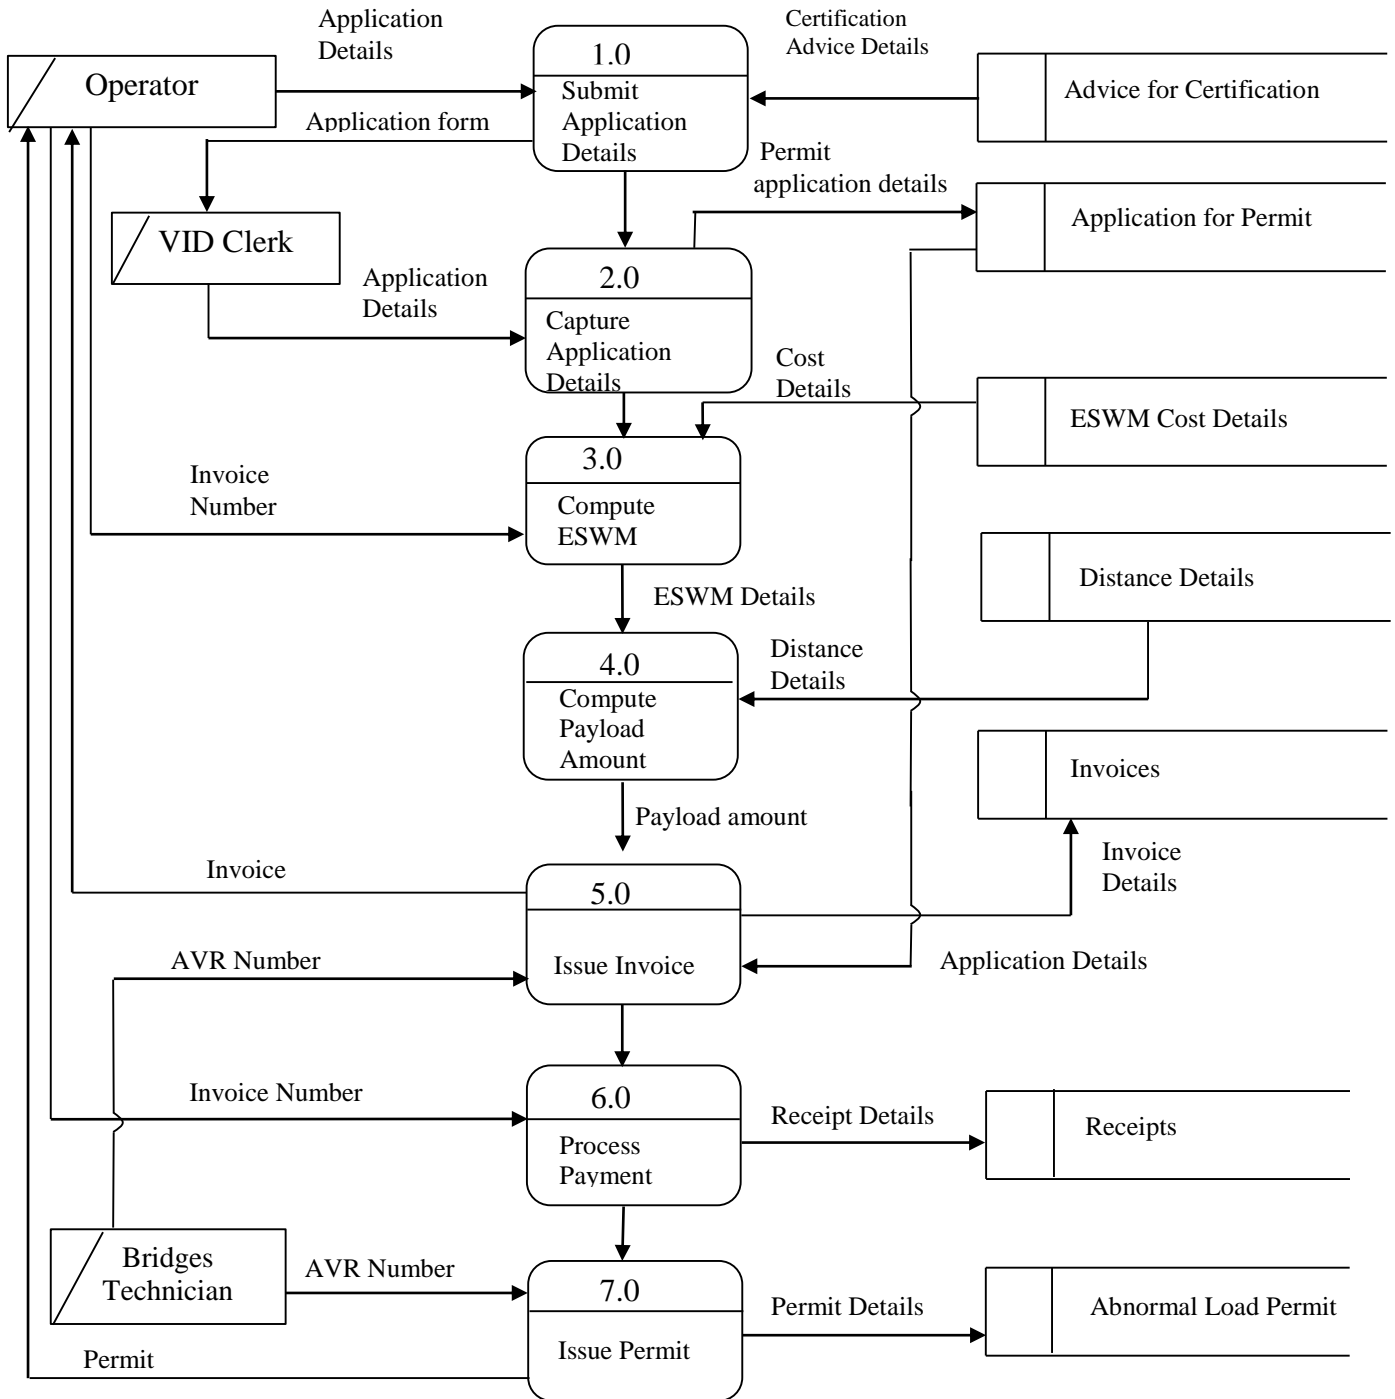 Application
Details
Certification
Advice Details
Operator
1.0
Submit
Application
Details
Advice for Certification
Application form
Permit
application details
VID Clerk
Application for Permit
Application
Details
2.0
Capture
Application
Details
Cost
Details
ESWM Cost Details
3.0
Compute
ESWM
Invoice
Number
Distance Details
ESWM Details
4.0
Compute
Payload
Amount
Distance
Details
Invoices
Payload amount
Invoice
Details
Invoice
5.0
Issue Invoice
AVR Number
Application Details
Invoice Number
6.0
Process
Payment
Receipt Details
Receipts
Bridges
Technician
AVR Number
7.0
Issue Permit
Permit Details
Abnormal Load Permit
Permit